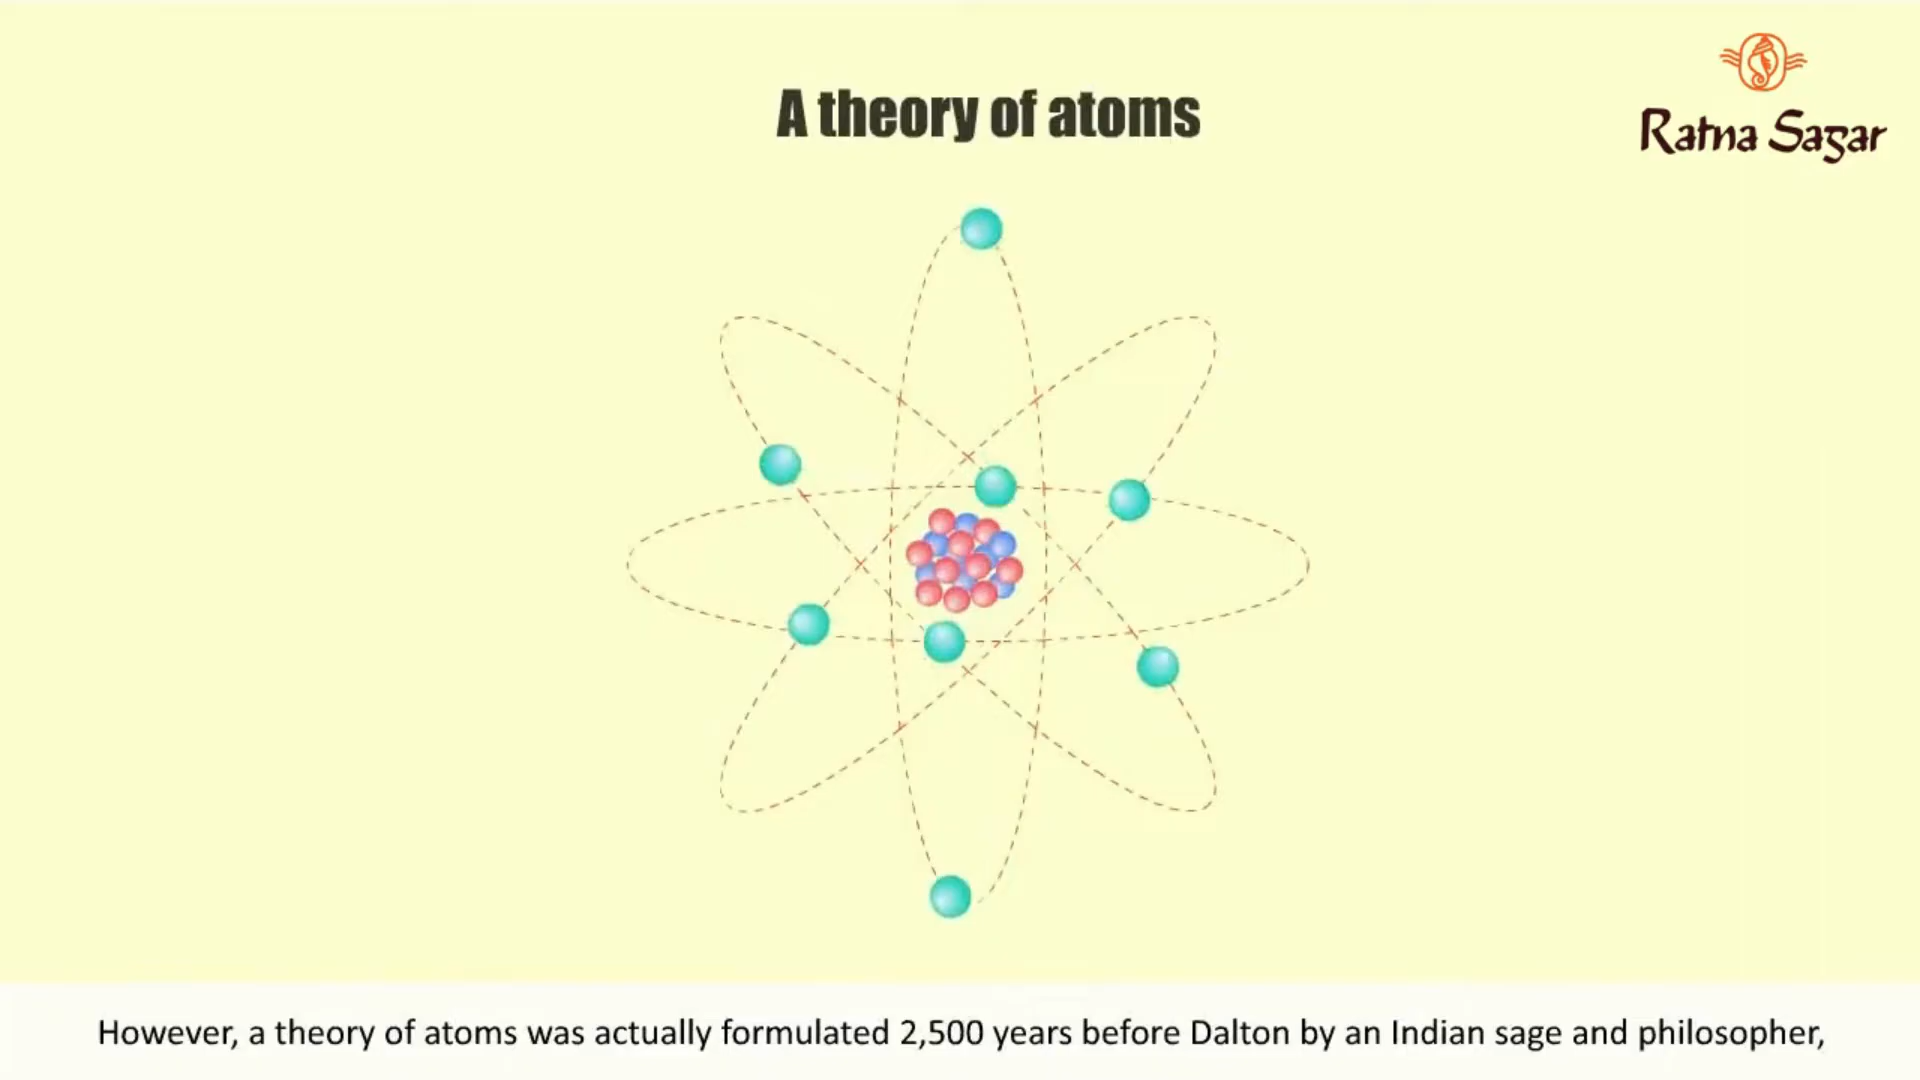 A theory of atoms
Ratna Sagar
However, a theory of atoms was actually formulated 2,500 years before Dalton by an Indian sage and philosopher,